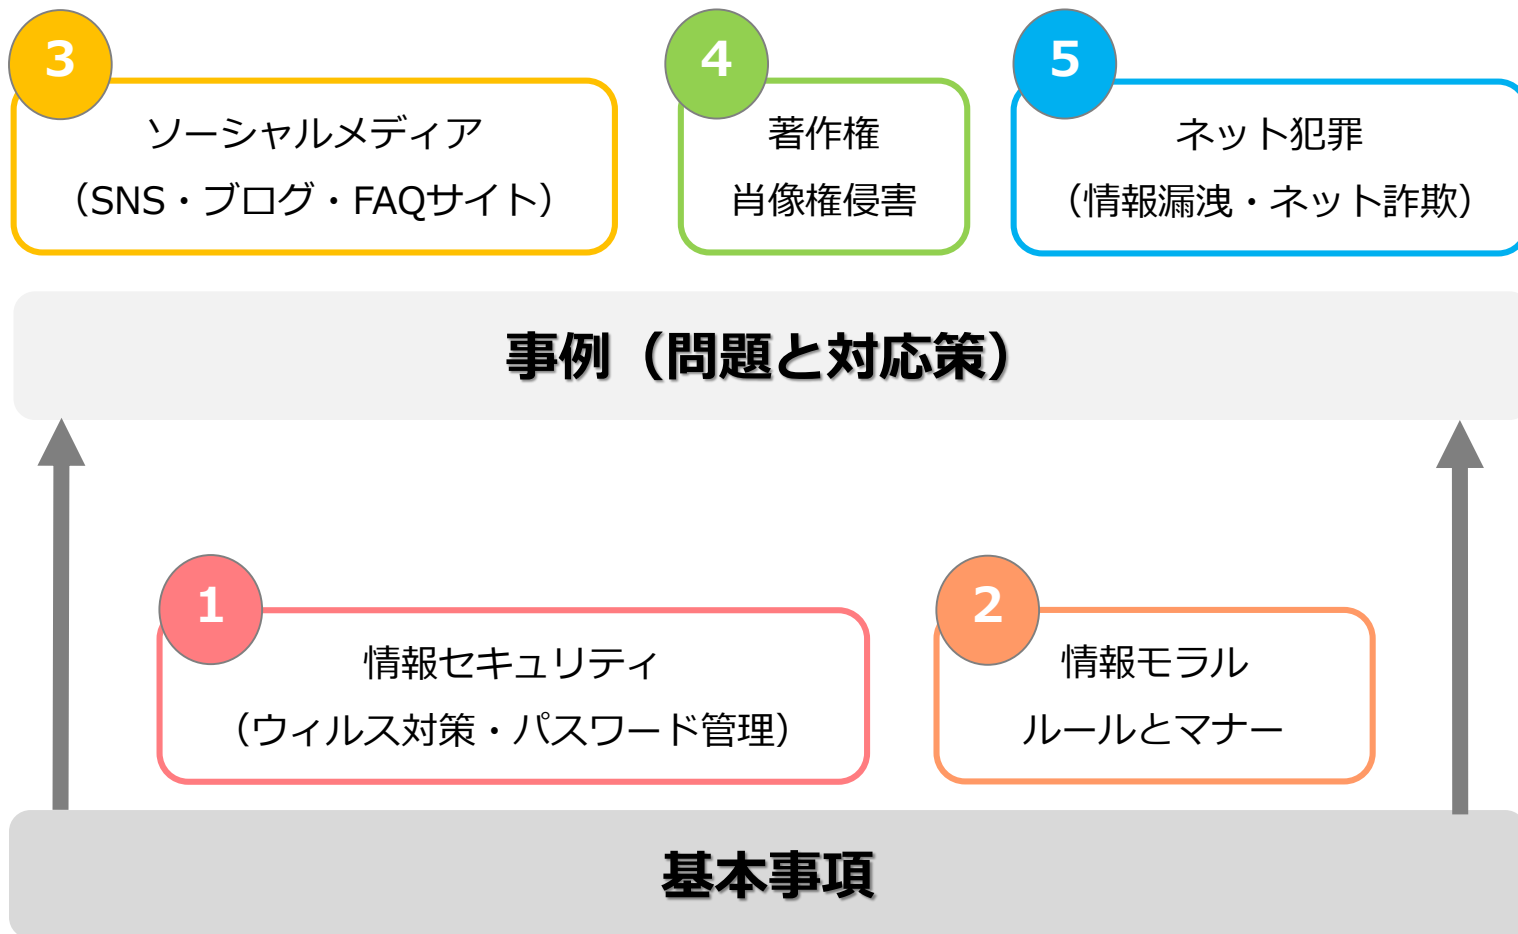 3
ソーシャルメディア
（SNS・ブログ・FAQサイト）
4
著作権
肖像権侵害
5
ネット犯罪
（情報漏洩・ネット詐欺）
事例（問題と対応策）
1
情報セキュリティ
（ウィルス対策・パスワード管理）
2
情報モラル
ルールとマナー
基本事項